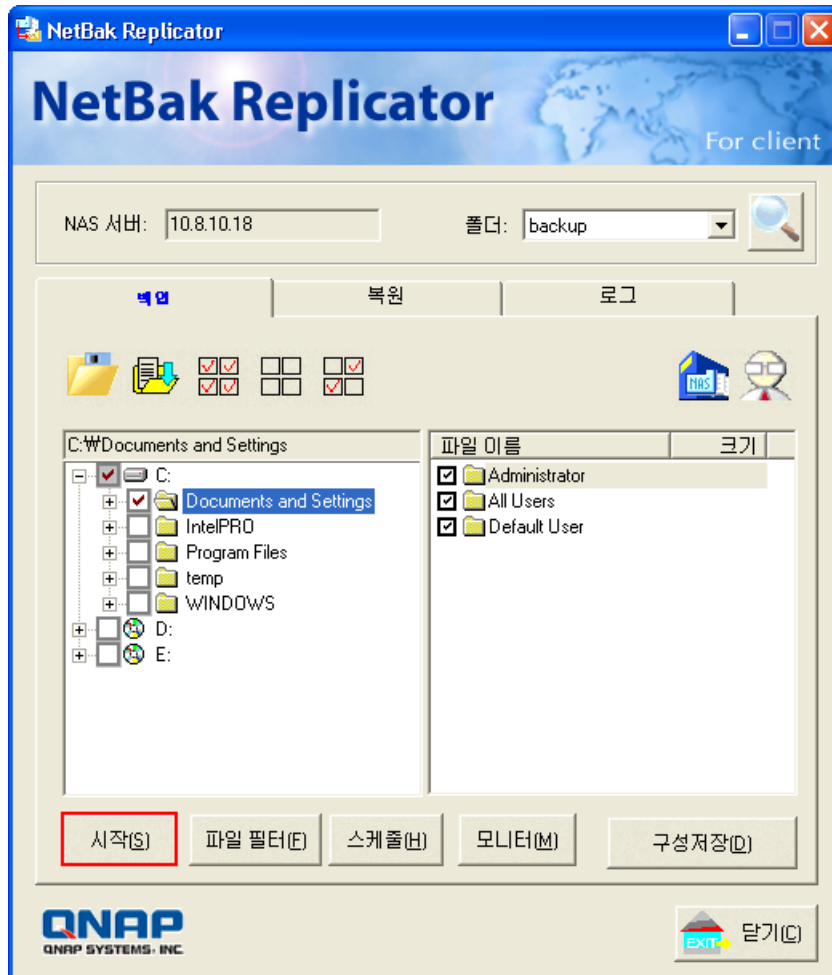 NetBak Replicator
NetBak Replicator
For client
NAS 서버: 10.8.10.18 폴더: backup
백업 복원 로그
NAS
C:₩Documents and Settings
C:
Documents and Settings
IntelPRO
Program Files
temp
WINDOWS
D:
E:
파일 이름 크기
Administrator
All Users
Default User
시작(S) 파일 필터(F) 스케줄(H) 모니터(M) 구성저장(D)
QNAP
QNAP SYSTEMS, INC.
EXIT 닫기(C)